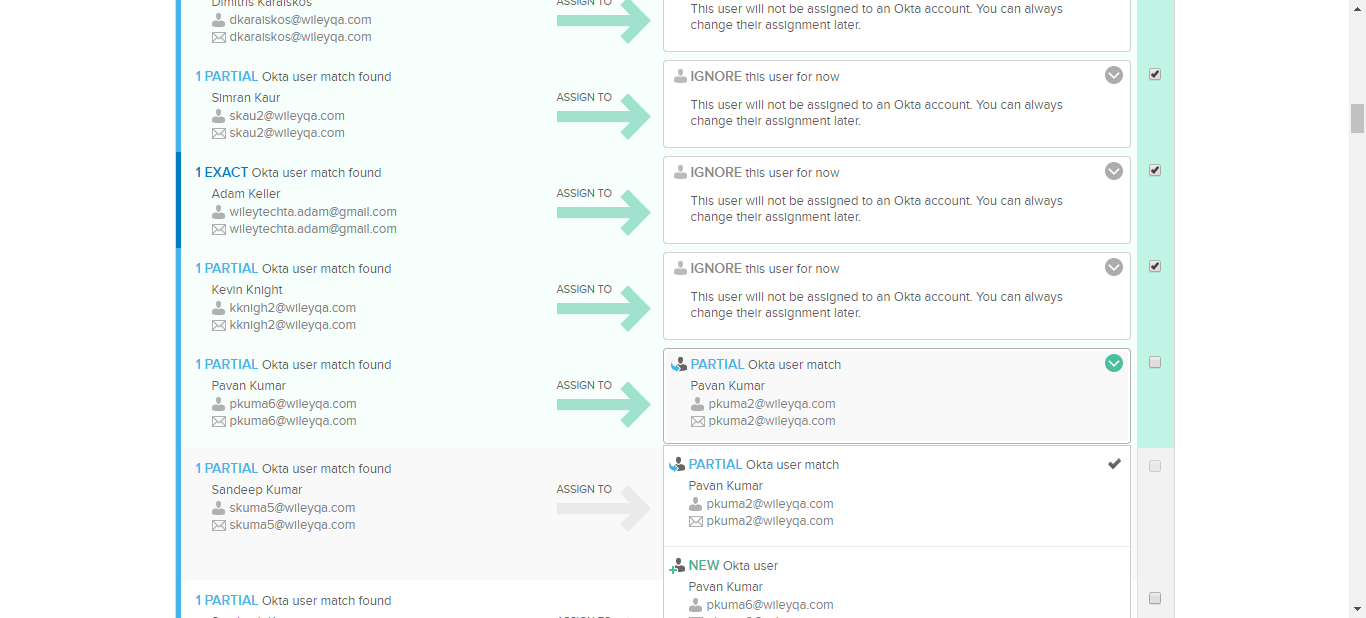 Dimitris Karaiskos
dkaraiskos@wileyqa.com
dkaraiskos@wileyqa.com
ASSIGN TO
This user will not be assigned to an Okta account. You can always
change their assignment later.
1 PARTIAL Okta user match found
Simran Kaur
skau2@wileyqa.com
skau2@wileyqa.com
ASSIGN TO
IGNORE this user for now
This user will not be assigned to an Okta account. You can always
change their assignment later.
1 EXACT Okta user match found
Adam Keller
wileytechta.adam@gmail.com
wileytechta.adam@gmail.com
ASSIGN TO
IGNORE this user for now
This user will not be assigned to an Okta account. You can always
change their assignment later.
1 PARTIAL Okta user match found
Kevin Knight
kknigh2@wileyqa.com
kknigh2@wileyqa.com
ASSIGN TO
IGNORE this user for now
This user will not be assigned to an Okta account. You can always
change their assignment later.
1 PARTIAL Okta user match found
Pavan Kumar
pkuma6@wileyqa.com
pkuma6@wileyqa.com
ASSIGN TO
PARTIAL Okta user match
Pavan Kumar
pkuma2@wileyqa.com
pkuma2@wileyqa.com
1 PARTIAL Okta user match found
Sandeep Kumar
skuma5@wileyqa.com
skuma5@wileyqa.com
ASSIGN TO
PARTIAL Okta user match
Pavan Kumar
pkuma2@wileyqa.com
pkuma2@wileyqa.com
NEW Okta user
Pavan Kumar
pkuma6@wileyqa.com
1 PARTIAL Okta user match found
ASSIGN TO